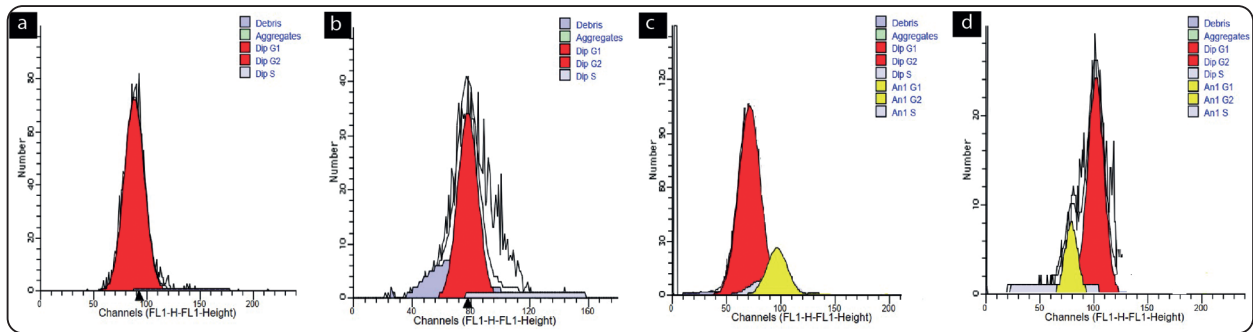 a
Debris
Aggregates
Dip G1
Dip G2
Dip S
Number
0 20 40 60 80
0 50 100 150 200
Channels (FL1-H-FL1-Height)
b
Debris
Aggregates
Dip G1
Dip G2
Dip S
Number
0 10 20 30 40
0 40 80 120 160
Channels (FL1-H-FL1-Height)
c
Debris
Aggregates
Dip G1
Dip G2
Dip S
An1 G1
An1 G2
An1 S
Number
0 30 60 90 120
0 50 100 150 200
Channels (FL1-H-FL1-Height)
d
Debris
Aggregates
Dip G1
Dip G2
Dip S
An1 G1
An1 G2
An1 S
Number
0 10 20
0 50 100 150 200
Channels (FL1-H-FL1-Height)